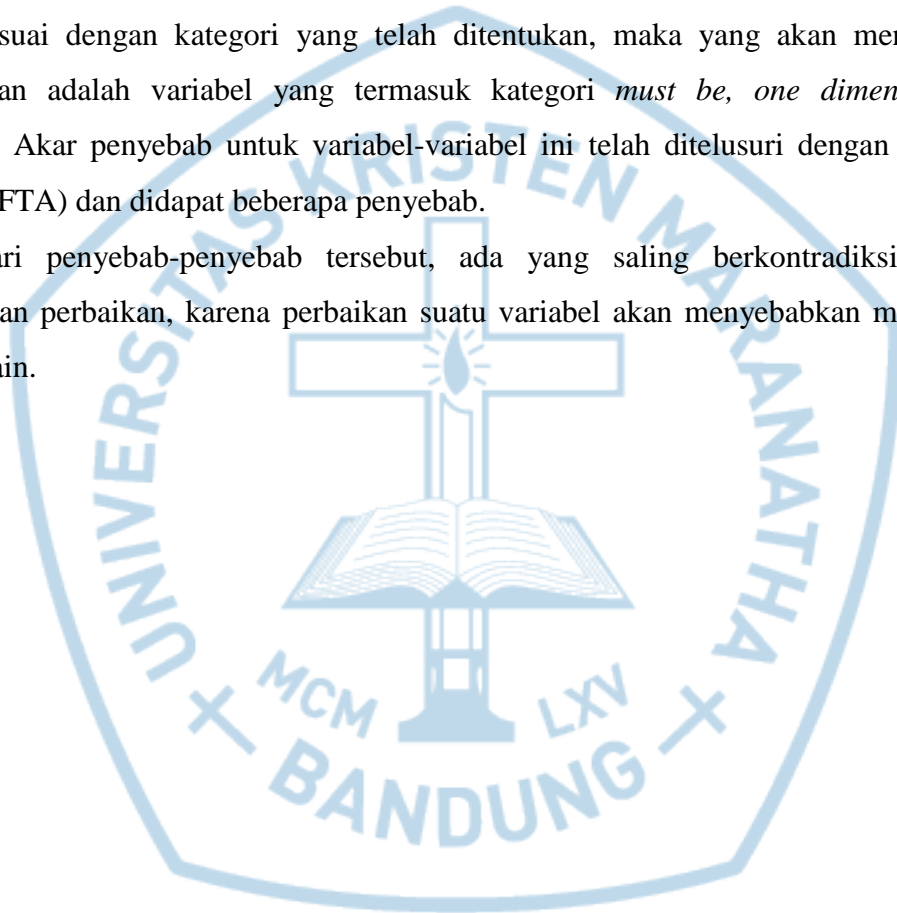 suai dengan kategori yang telah ditentukan, maka yang akan mer
an adalah variabel yang termasuk kategori must be, one dimen
Akar penyebab untuk variabel-variabel ini telah ditelusuri dengan
FTA) dan didapat beberapa penyebab.
ari penyebab-penyebab tersebut, ada yang saling berkontradiksi
an perbaikan, karena perbaikan suatu variabel akan menyebabkan m
ain.
UNIVERSITAS KRISTEN MARANATHA
MCM LXV
BANDUNG